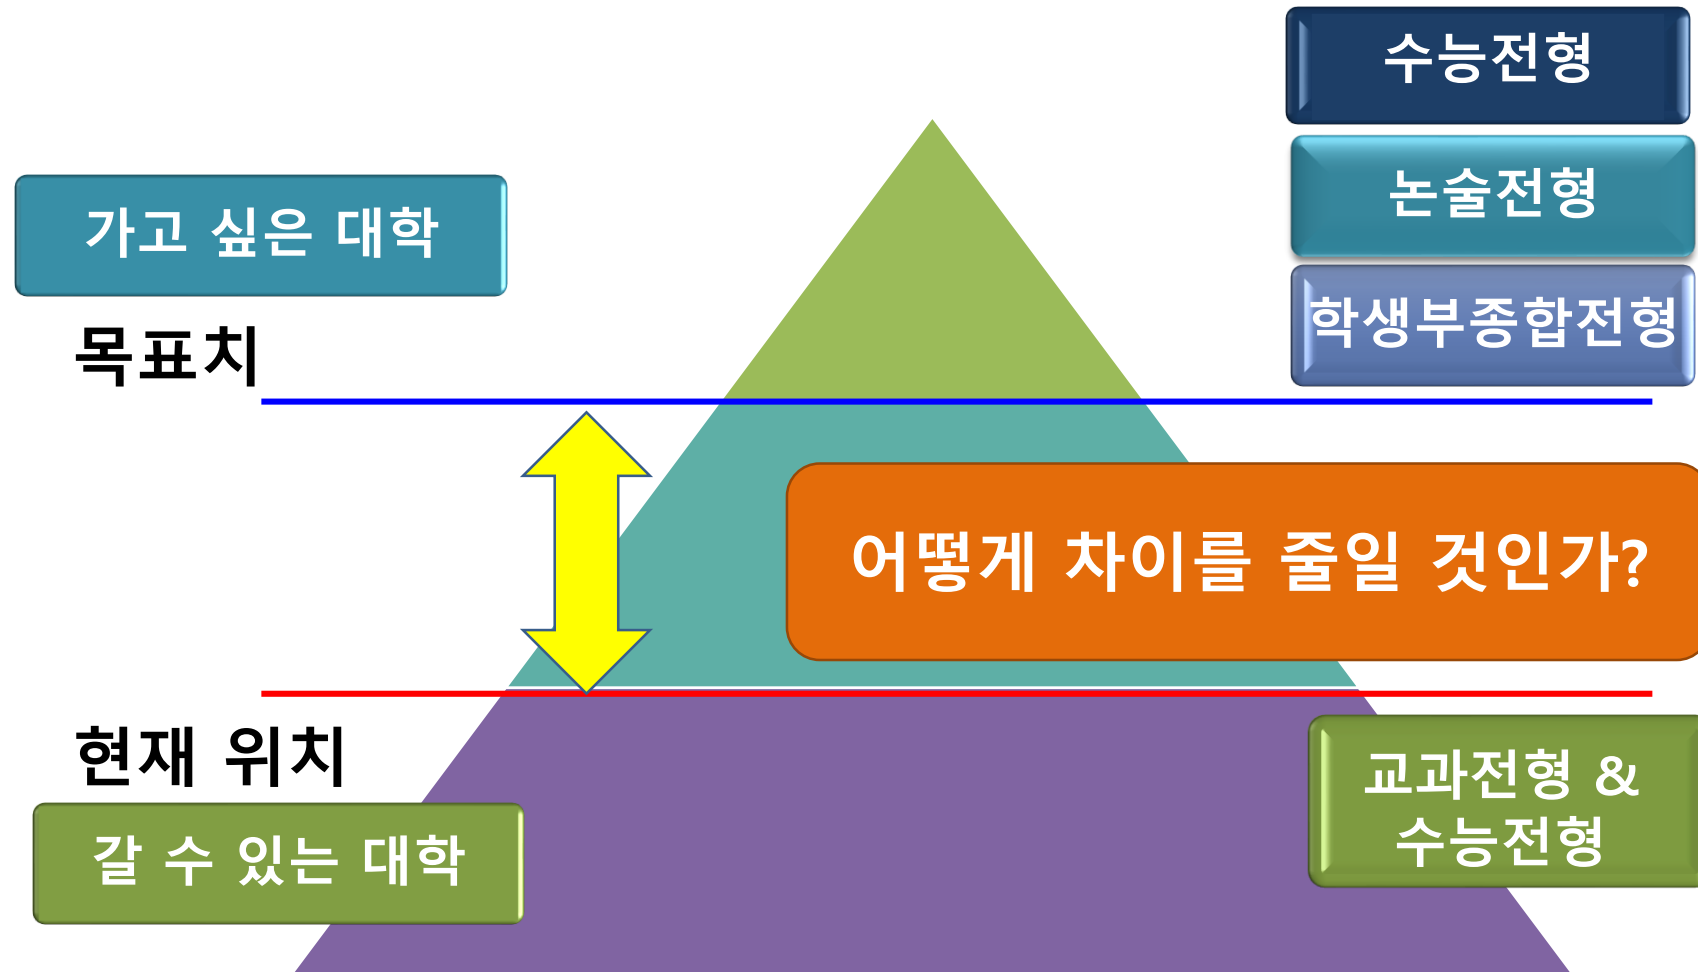 수능전형
논술전형
가고 싶은 대학
학생부종합전형
목표치
어떻게 차이를 줄일 것인가?
현재 위치
교과전형 &
수능전형
갈 수 있는 대학